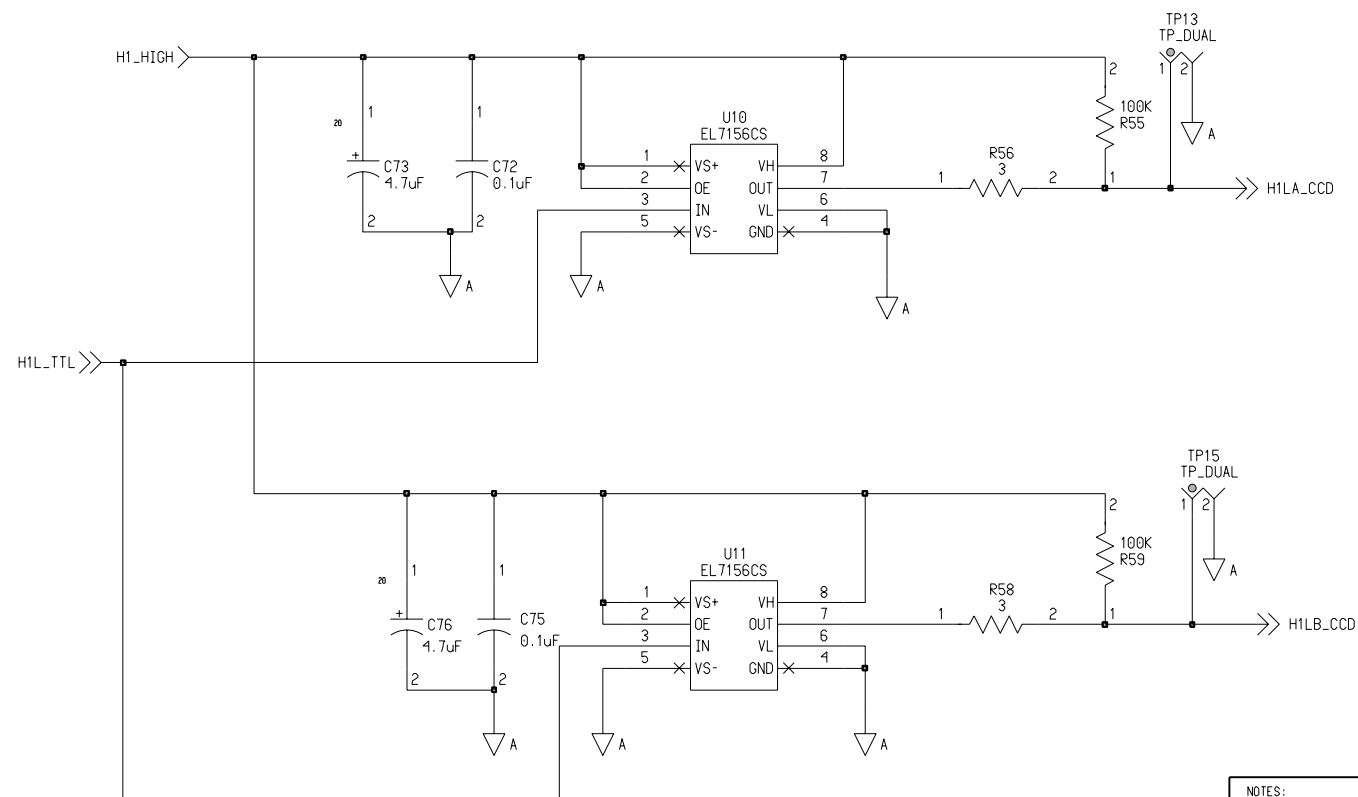 TP13
TP_DUAL
H1_HIGH
1 2
2
1
1
20
100K
R55
A
U10
EL7156CS
+
C73
4.7uF
C72
0.1uF
1 VS+ VH 8
2 OE OUT 7
3 IN VL 6
5 VS- GND 4
R56
3
1 2
1
H1LA_CCD
2
2
A
A
A
H1L_TTL
TP15
TP_DUAL
1 2
2
1
1
20
100K
R59
A
U11
EL7156CS
+
C76
4.7uF
C75
0.1uF
1 VS+ VH 8
2 OE OUT 7
3 IN VL 6
5 VS- GND 4
R58
3
1 2
1
H1LB_CCD
2
2
A
A
A
NOTES: